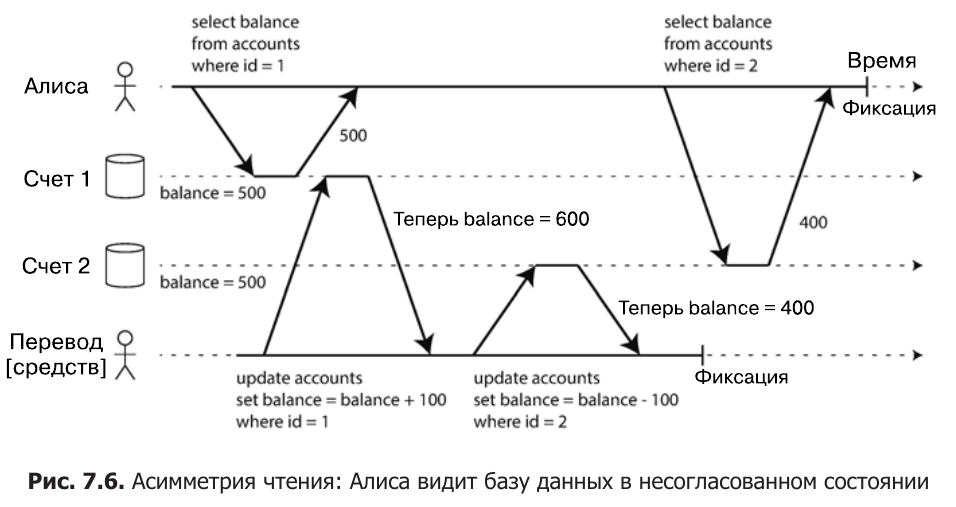 select balance
from accounts
where id = 1
select balance
from accounts
where id = 2
Время
Алиса
Фиксация
500
Счет 1
balance = 500
Теперь balance = 600
400
Счет 2
balance = 500
Теперь balance = 400
Перевод
[средств]
Фиксация
update accounts
set balance = balance + 100
where id = 1
update accounts
set balance = balance - 100
where id = 2
Рис. 7.6. Асимметрия чтения: Алиса видит базу данных в несогласованном состоянии